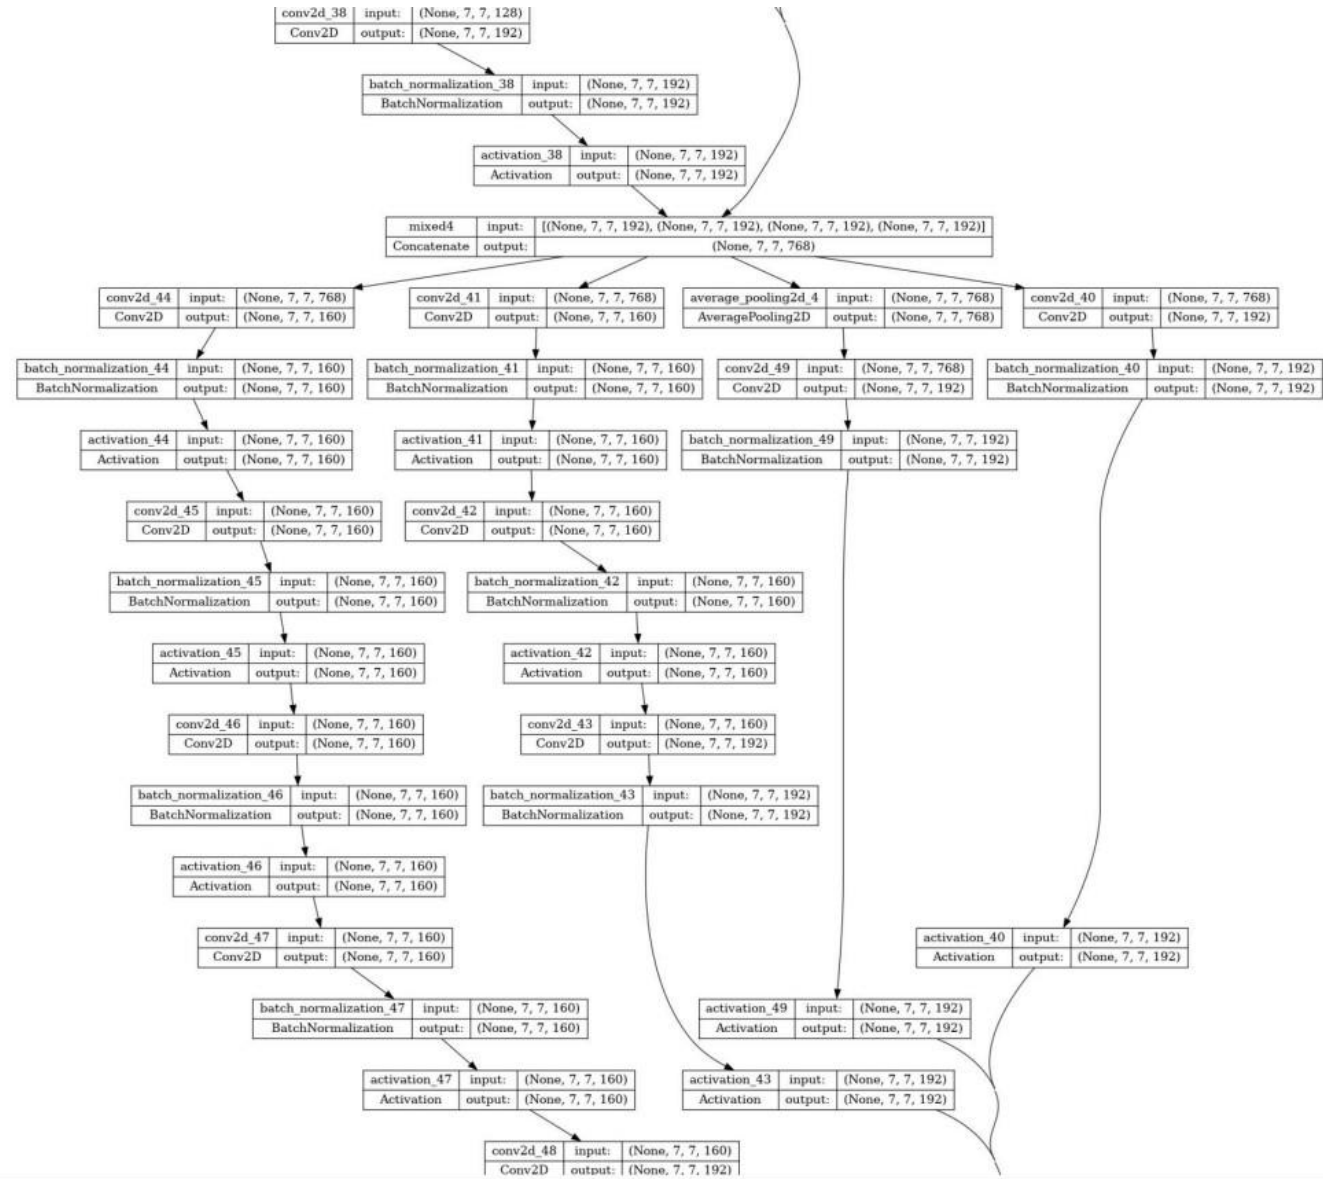 conv2d_38 input: (None, 7, 7, 128)
Conv2D output: (None, 7, 7, 192)
batch_normalization_38 input: (None, 7, 7, 192)
BatchNormalization output: (None, 7, 7, 192)
activation_38 input: (None, 7, 7, 192)
Activation output: (None, 7, 7, 192)
mixed4 input: [(None, 7, 7, 192), (None, 7, 7, 192), (None, 7, 7, 192), (None, 7, 7, 192)]
Concatenate output: (None, 7, 7, 768)
conv2d_44 input: (None, 7, 7, 768)
Conv2D output: (None, 7, 7, 160)
conv2d_41 input: (None, 7, 7, 768)
Conv2D output: (None, 7, 7, 160)
average_pooling2d_4 input: (None, 7, 7, 768)
AveragePooling2D output: (None, 7, 7, 768)
conv2d_40 input: (None, 7, 7, 768)
Conv2D output: (None, 7, 7, 192)
batch_normalization_44 input: (None, 7, 7, 160)
BatchNormalization output: (None, 7, 7, 160)
batch_normalization_41 input: (None, 7, 7, 160)
BatchNormalization output: (None, 7, 7, 160)
conv2d_49 input: (None, 7, 7, 768)
Conv2D output: (None, 7, 7, 192)
batch_normalization_40 input: (None, 7, 7, 192)
BatchNormalization output: (None, 7, 7, 192)
activation_44 input: (None, 7, 7, 160)
Activation output: (None, 7, 7, 160)
activation_41 input: (None, 7, 7, 160)
Activation output: (None, 7, 7, 160)
batch_normalization_49 input: (None, 7, 7, 192)
BatchNormalization output: (None, 7, 7, 192)
conv2d_45 input: (None, 7, 7, 160)
Conv2D output: (None, 7, 7, 160)
conv2d_42 input: (None, 7, 7, 160)
Conv2D output: (None, 7, 7, 160)
batch_normalization_45 input: (None, 7, 7, 160)
BatchNormalization output: (None, 7, 7, 160)
batch_normalization_42 input: (None, 7, 7, 160)
BatchNormalization output: (None, 7, 7, 160)
activation_45 input: (None, 7, 7, 160)
Activation output: (None, 7, 7, 160)
activation_42 input: (None, 7, 7, 160)
Activation output: (None, 7, 7, 160)
conv2d_46 input: (None, 7, 7, 160)
Conv2D output: (None, 7, 7, 160)
conv2d_43 input: (None, 7, 7, 160)
Conv2D output: (None, 7, 7, 192)
batch_normalization_46 input: (None, 7, 7, 160)
BatchNormalization output: (None, 7, 7, 160)
batch_normalization_43 input: (None, 7, 7, 192)
BatchNormalization output: (None, 7, 7, 192)
activation_46 input: (None, 7, 7, 160)
Activation output: (None, 7, 7, 160)
conv2d_47 input: (None, 7, 7, 160)
Conv2D output: (None, 7, 7, 160)
activation_40 input: (None, 7, 7, 192)
Activation output: (None, 7, 7, 192)
batch_normalization_47 input: (None, 7, 7, 160)
BatchNormalization output: (None, 7, 7, 160)
activation_49 input: (None, 7, 7, 192)
Activation output: (None, 7, 7, 192)
activation_47 input: (None, 7, 7, 160)
Activation output: (None, 7, 7, 160)
activation_43 input: (None, 7, 7, 192)
Activation output: (None, 7, 7, 192)
conv2d_48 input: (None, 7, 7, 160)
Conv2D output: (None, 7, 7, 192)